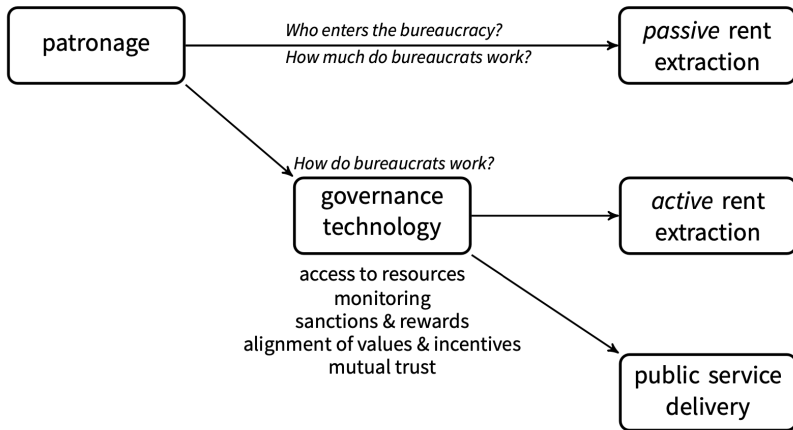 patronage
Who enters the bureaucracy?
How much do bureaucrats work?
passive rent
extraction
How do bureaucrats work?
governance
technology
active rent
extraction
access to resources
monitoring
sanctions & rewards
alignment of values & incentives
mutual trust
public service
delivery